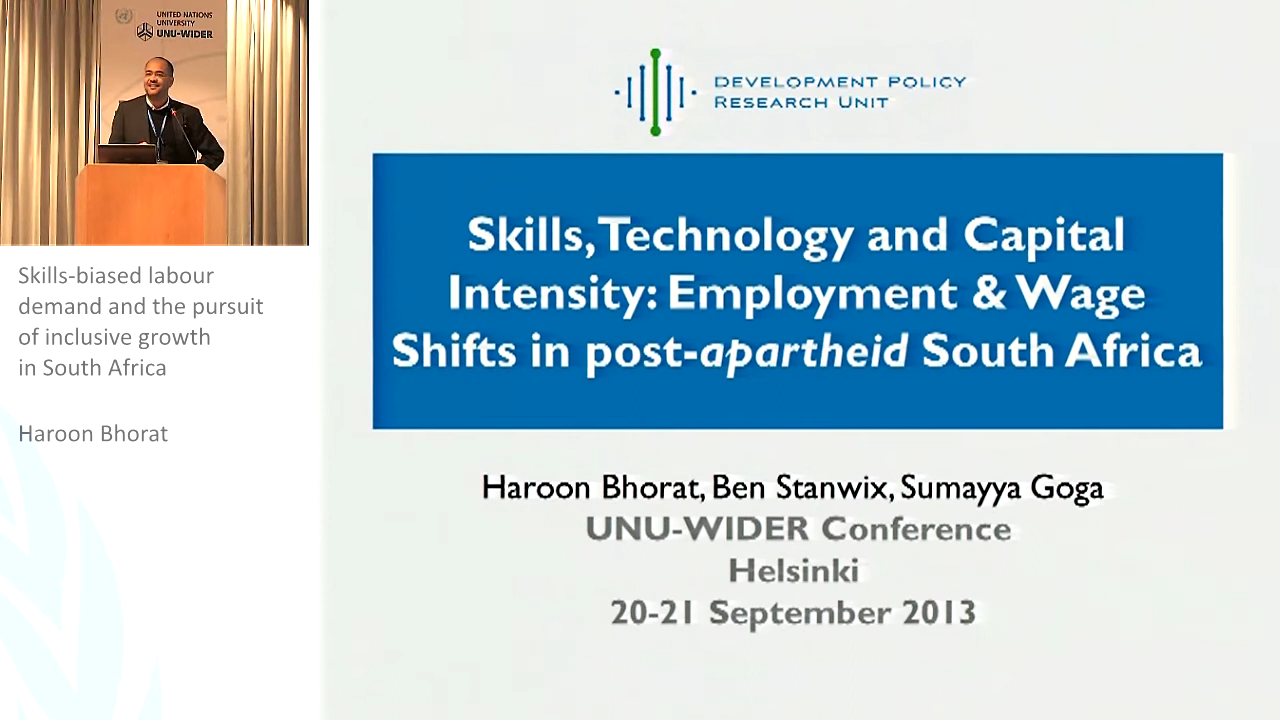 UNITED NATIONS
UNIVERSITY
UNU-WIDER
Skills-biased labour
demand and the pursuit
of inclusive growth
in South Africa
Haroon Bhorat
DEVELOPMENT POLICY
RESEARCH UNIT
Skills, Technology and Capital
Intensity: Employment & Wage
Shifts in post-apartheid South Africa
Haroon Bhorat, Ben Stanwix, Sumayya Goga
UNU-WIDER Conference
Helsinki
20-21 September 2013